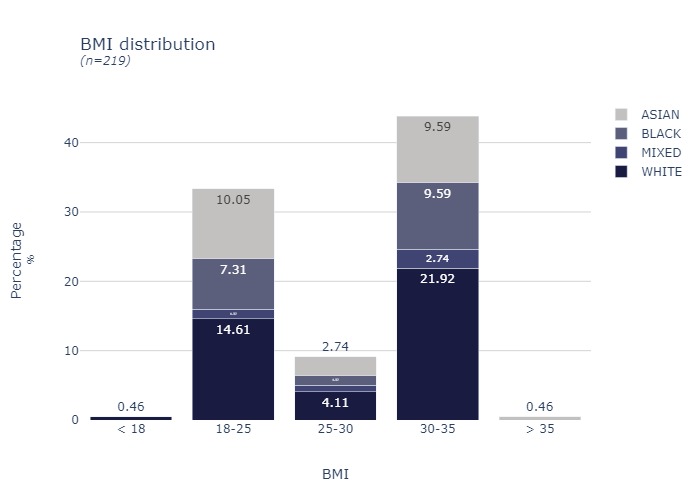 BMI distribution
(n=219)
ASIAN
BLACK
MIXED
WHITE
Percentage
%
40
30
20
10
0
0.46
10.05
7.31
14.61
2.74
4.11
9.59
9.59
2.74
21.92
0.46
< 18
18-25
25-30
30-35
> 35
BMI